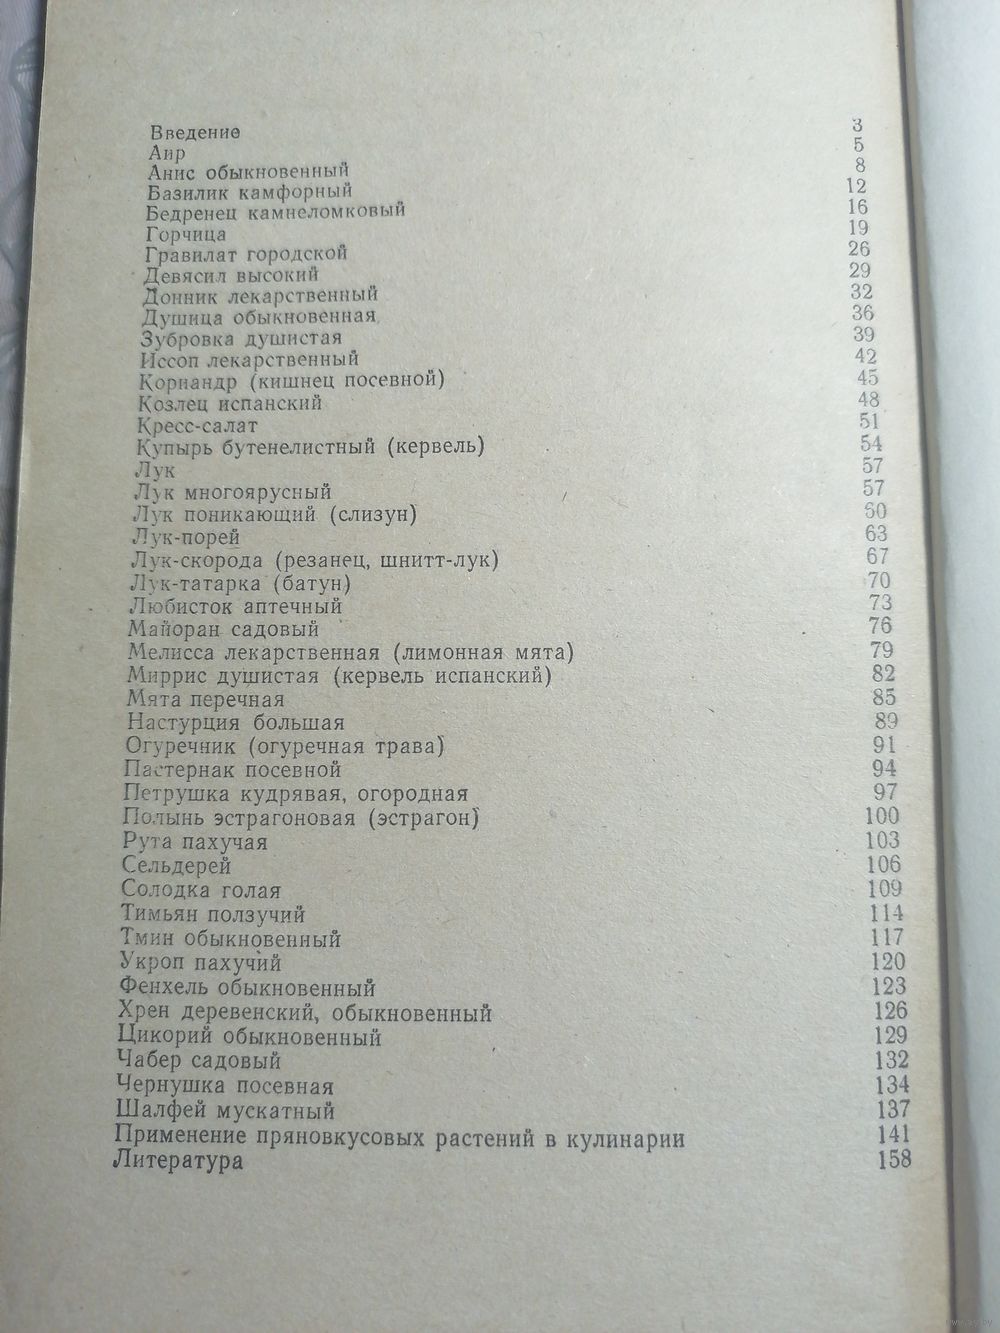 Введение 3
Аир 5
Анис обыкновенный 8
Базилик камфорный 12
Бедренец камнеломковый 16
Горчица 19
Гравилат городской 26
Девясил высокий 29
Донник лекарственный 32
Душица обыкновенная 36
Зубровка душистая 39
Иссоп лекарственный 42
Кориандр (кишнец посевной) 45
Козлец испанский 48
Кресс-салат 51
Купырь бутенелистный (кервель) 54
Лук 57
Лук многоярусный 57
Лук поникающий (слизун) 60
Лук-порей 63
Лук-скорода (резанец, шнитт-лук) 67
Лук-татарка (батун) 70
Любисток аптечный 73
Майоран садовый 76
Мелисса лекарственная (лимонная мята) 79
Миррис душистая (кервель испанский) 82
Мята перечная 85
Настурция большая 89
Огуречник (огуречная трава) 91
Пастернак посевной 94
Петрушка кудрявая, огородная 97
Полынь эстрагоновая (эстрагон) 100
Рута пахучая 103
Сельдерей 106
Солодка голая 109
Тимьян ползучий 114
Тмин обыкновенный 117
Укроп пахучий 120
Фенхель обыкновенный 123
Хрен деревенский, обыкновенный 126
Цикорий обыкновенный 129
Чабер садовый 132
Чернушка посевная 134
Шалфей мускатный 137
Применение пряновкусовых растений в кулинарии 141
Литература 158